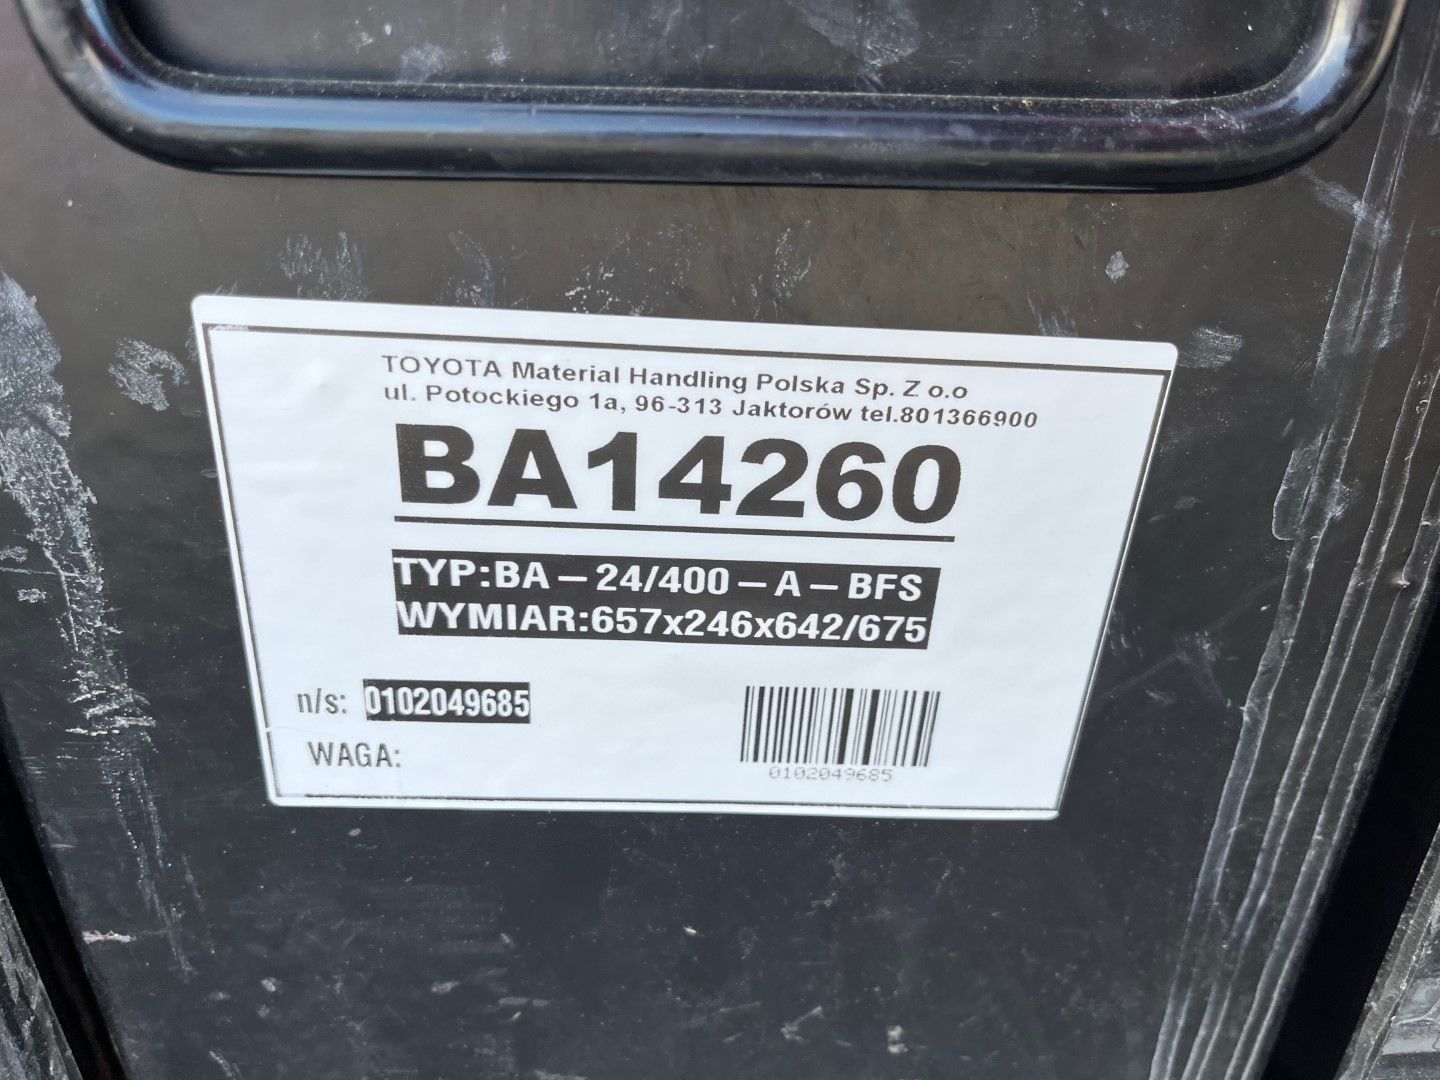 TOYOTA Material Handling Polska Sp. Z o.o
ul. Potockiego 1a, 96-313 Jaktorów tel.801366900
BA14260
TYP:BA – 24/400 – A – BFS
WYMIAR:657x246x642/675
n/s: 0102049685
WAGA:
0102049685